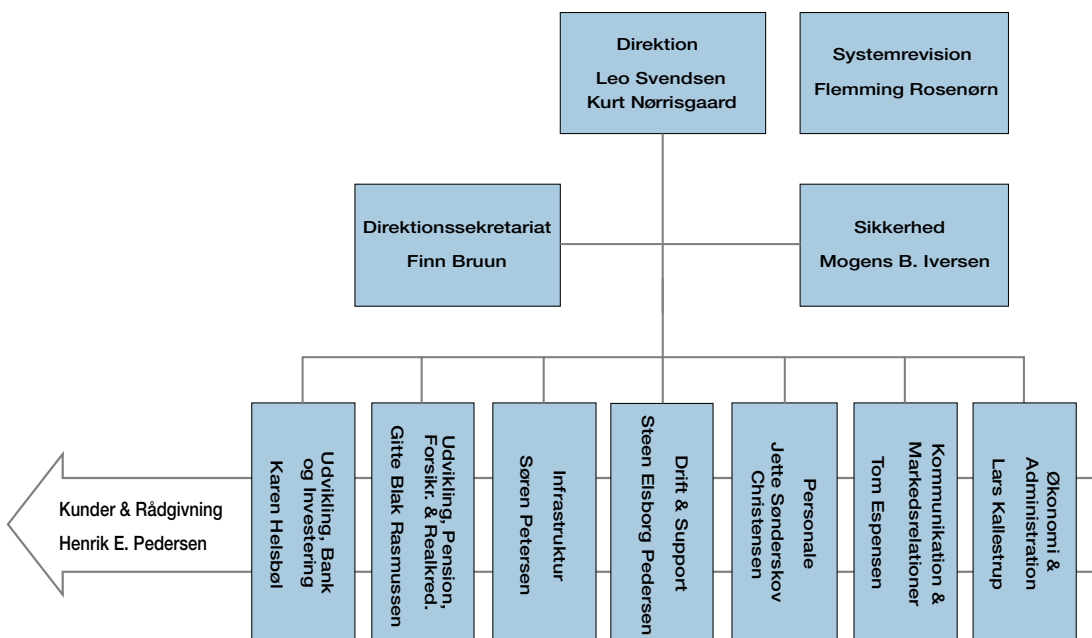 Direktion
Leo Svendsen
Kurt Nørrisgaard
Systemrevision
Flemming Rosenørn
Direktionssekretariat
Finn Bruun
Sikkerhed
Mogens B. Iversen
Kunder & Rådgivning
Henrik E. Pedersen
Udvikling, Bank
og Investering
Karen Helsbøl
Udvikling, Pension,
Forsikr. & Realkred.
Gitte Blak Rasmussen
Infrastruktur
Søren Petersen
Drift & Support
Steen Elsborg Pedersen
Personale
Jette Sønderskov
Christensen
Kommunikation &
Markedsrelationer
Tom Espensen
Økonomi &
Administration
Lars Kallestrup